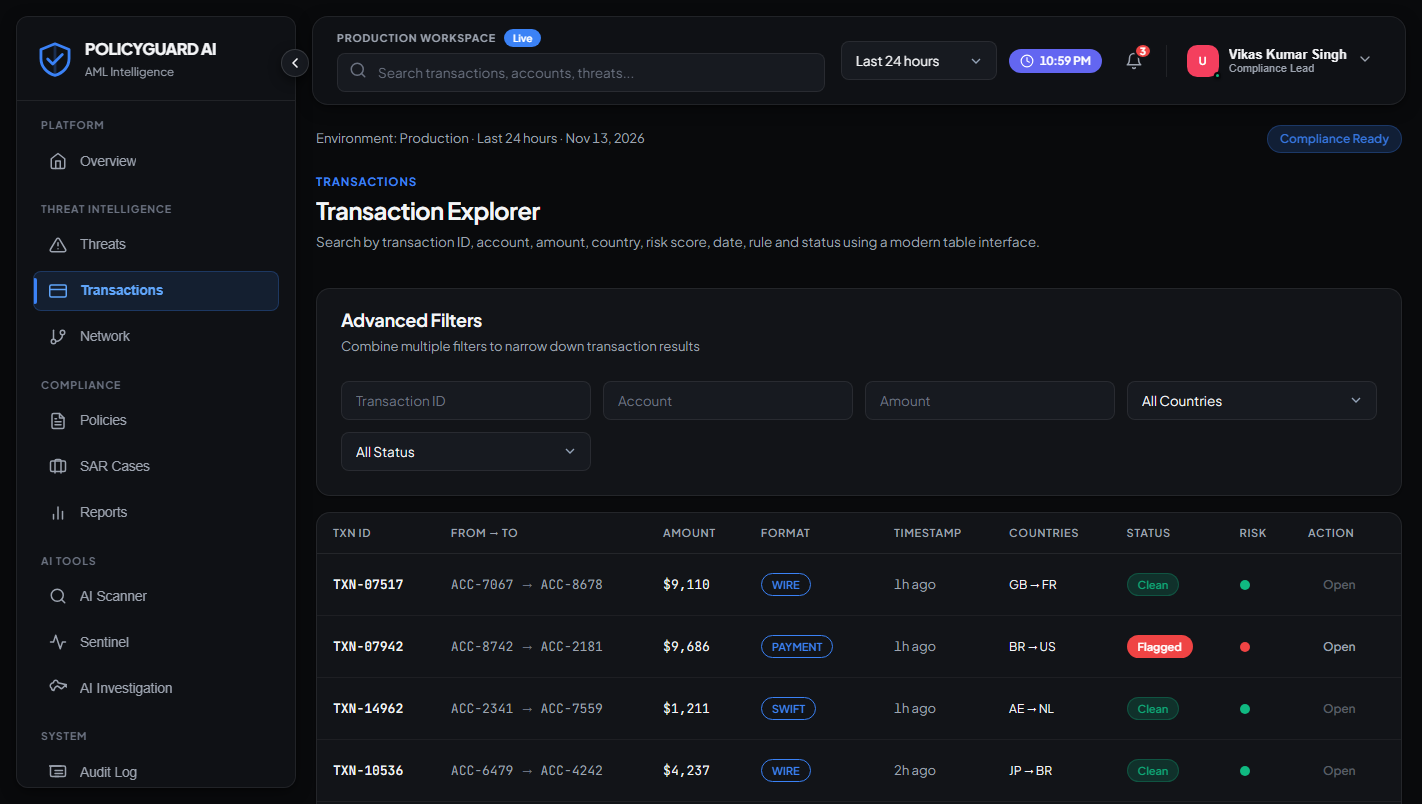 POLICYGUARD AI
AML Intelligence
PLATFORM
Overview
THREAT INTELLIGENCE
Threats
Transactions
Network
COMPLIANCE
Policies
SAR Cases
Reports
AI TOOLS
AI Scanner
Sentinel
AI Investigation
SYSTEM
Audit Log
PRODUCTION WORKSPACE Live
Search transactions, accounts, threats...
Last 24 hours
10:59 PM
3
U
Vikas Kumar Singh
Compliance Lead
Environment: Production · Last 24 hours · Nov 13, 2026
Compliance Ready
TRANSACTIONS
Transaction Explorer
Search by transaction ID, account, amount, country, risk score, date, rule and status using a modern table interface.
Advanced Filters
Combine multiple filters to narrow down transaction results
Transaction ID Account Amount All Countries
All Status
TXN ID FROM → TO AMOUNT FORMAT TIMESTAMP COUNTRIES STATUS RISK ACTION
TXN-07517 ACC-7067 → ACC-8678 $9,110 WIRE 1h ago GB→FR Clean Open
TXN-07942 ACC-8742 → ACC-2181 $9,686 PAYMENT 1h ago BR→US Flagged Open
TXN-14962 ACC-2341 → ACC-7559 $1,211 SWIFT 1h ago AE→NL Clean Open
TXN-10536 ACC-6479 → ACC-4242 $4,237 WIRE 2h ago JP→BR Clean Open